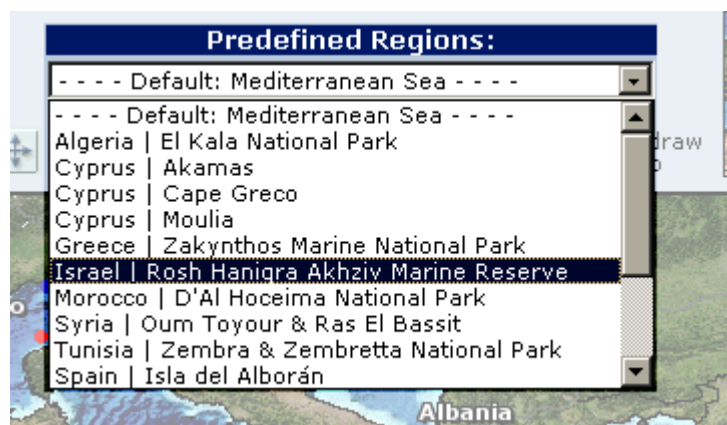 Predefined Regions:
- - - - Default: Mediterranean Sea - - - -
- - - - Default: Mediterranean Sea - - - -
Algeria | El Kala National Park
Cyprus | Akamas
Cyprus | Cape Greco
Cyprus | Moulia
Greece | Zakynthos Marine National Park
Israel | Rosh Haniqra Akhziv Marine Reserve
Morocco | D'Al Hoceima National Park
Syria | Oum Toyour & Ras El Bassit
Tunisia | Zembra & Zembretta National Park
Spain | Isla del Alborán
Albania